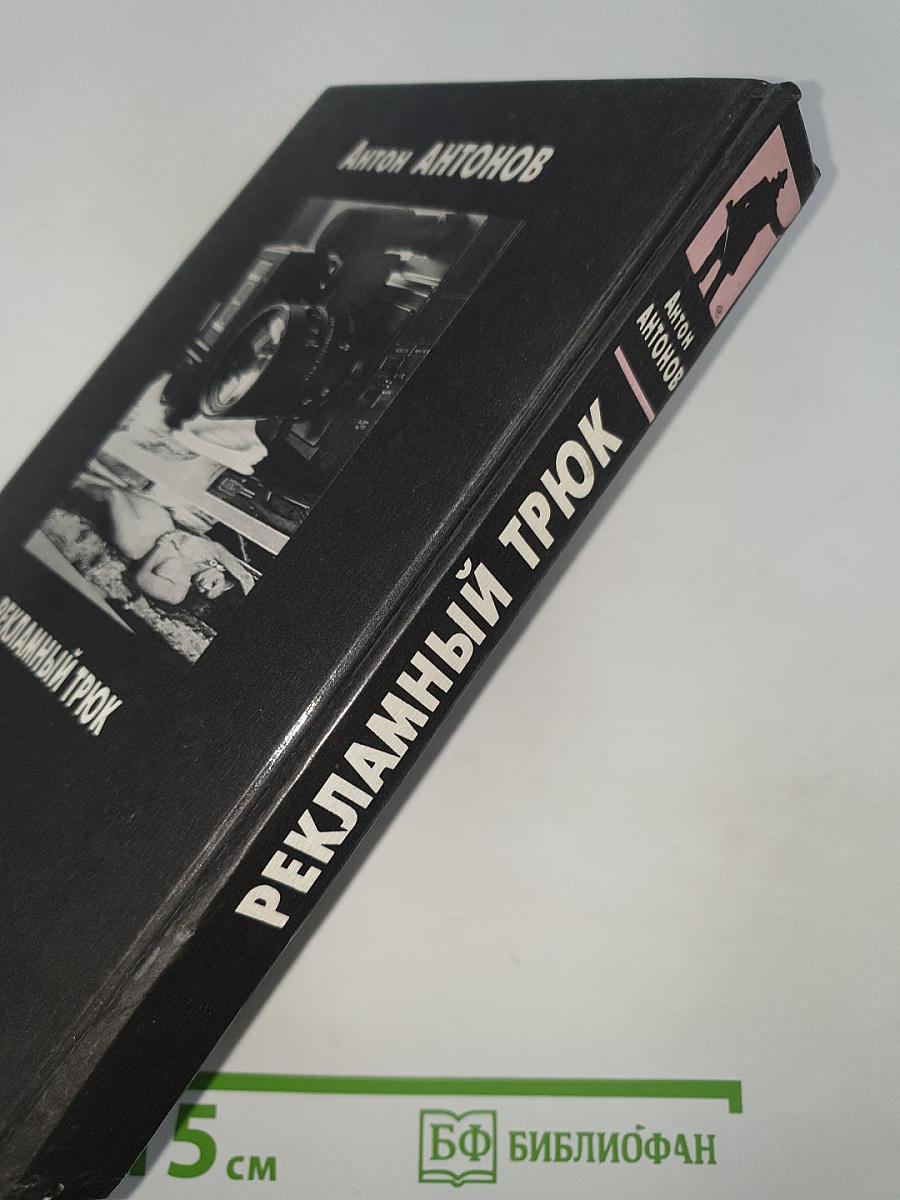 Антон АНТОНОВ
РЕКЛАМНЫЙ ТРЮК
®
Антон
АНТОНОВ
РЕКЛАМНЫЙ ТРЮК
15 см
БФ БИБЛИОФАН